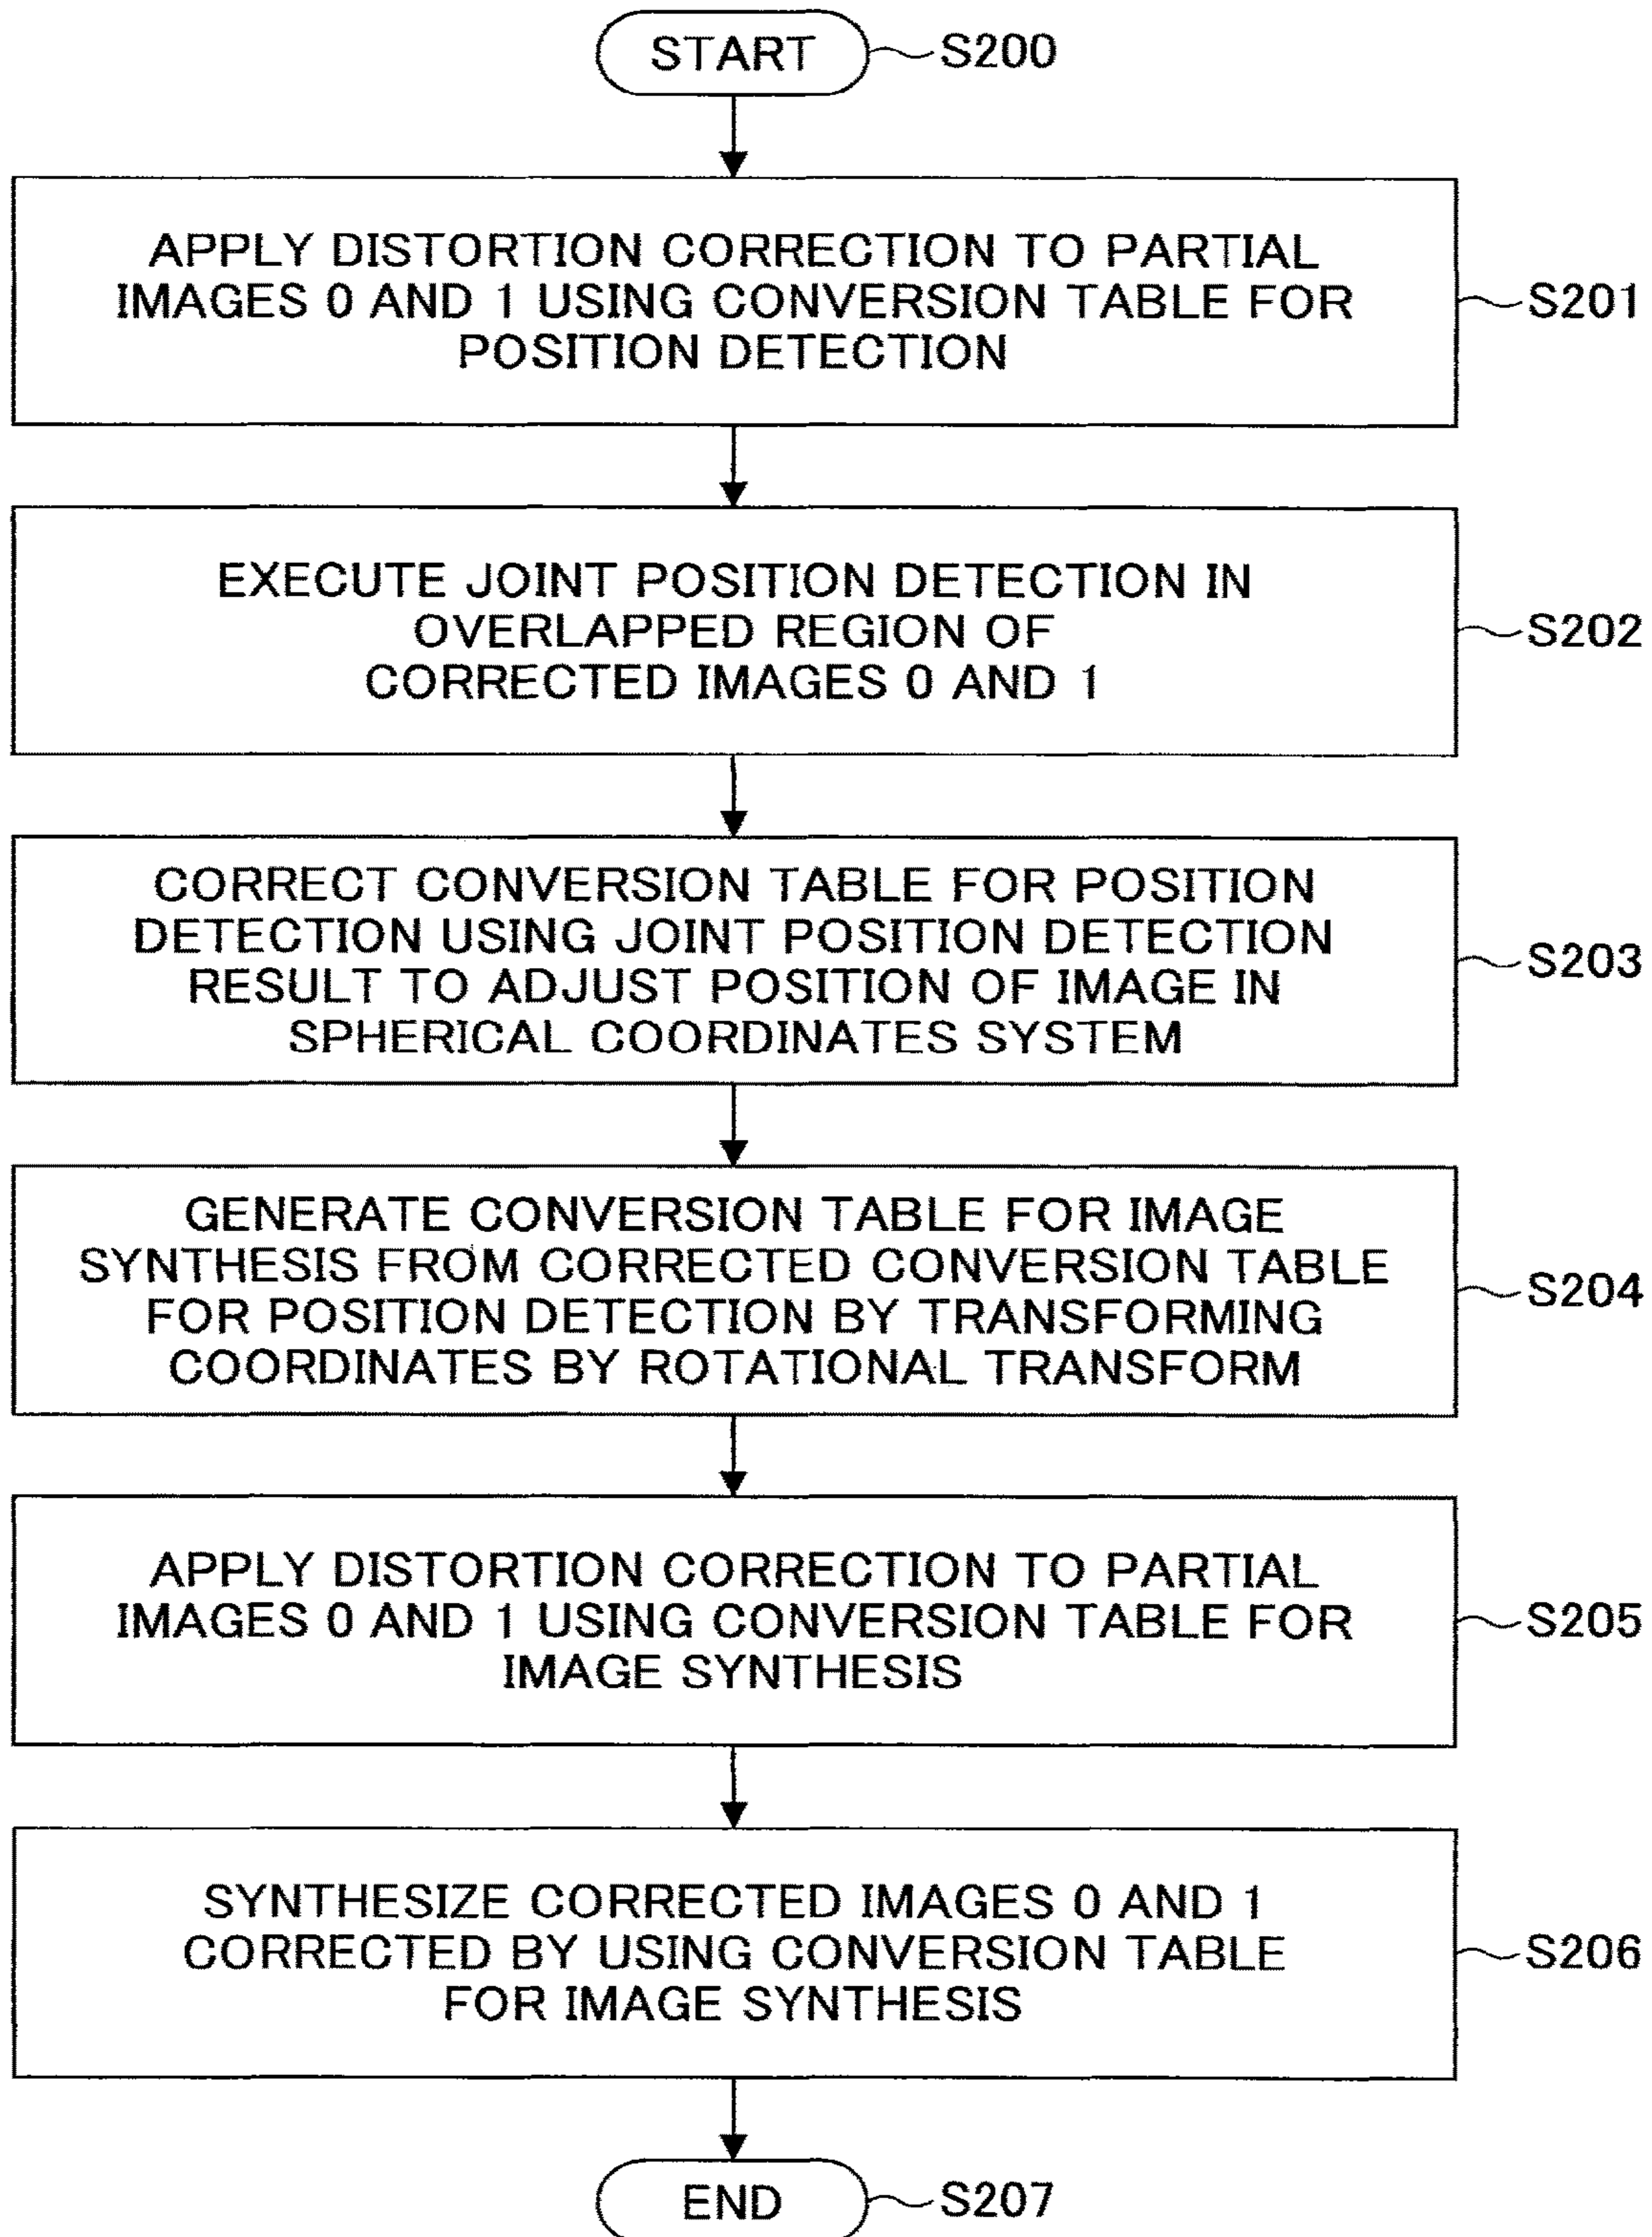 START
S200
APPLY DISTORTION CORRECTION TO PARTIAL
IMAGES 0 AND 1 USING CONVERSION TABLE FOR
POSITION DETECTION
S201
EXECUTE JOINT POSITION DETECTION IN
OVERLAPPED REGION OF
CORRECTED IMAGES 0 AND 1
S202
CORRECT CONVERSION TABLE FOR POSITION
DETECTION USING JOINT POSITION DETECTION
RESULT TO ADJUST POSITION OF IMAGE IN
SPHERICAL COORDINATES SYSTEM
S203
GENERATE CONVERSION TABLE FOR IMAGE
SYNTHESIS FROM CORRECTED CONVERSION TABLE
FOR POSITION DETECTION BY TRANSFORMING
COORDINATES BY ROTATIONAL TRANSFORM
S204
APPLY DISTORTION CORRECTION TO PARTIAL
IMAGES 0 AND 1 USING CONVERSION TABLE FOR
IMAGE SYNTHESIS
S205
SYNTHESIZE CORRECTED IMAGES 0 AND 1
CORRECTED BY USING CONVERSION TABLE
FOR IMAGE SYNTHESIS
S206
END
S207